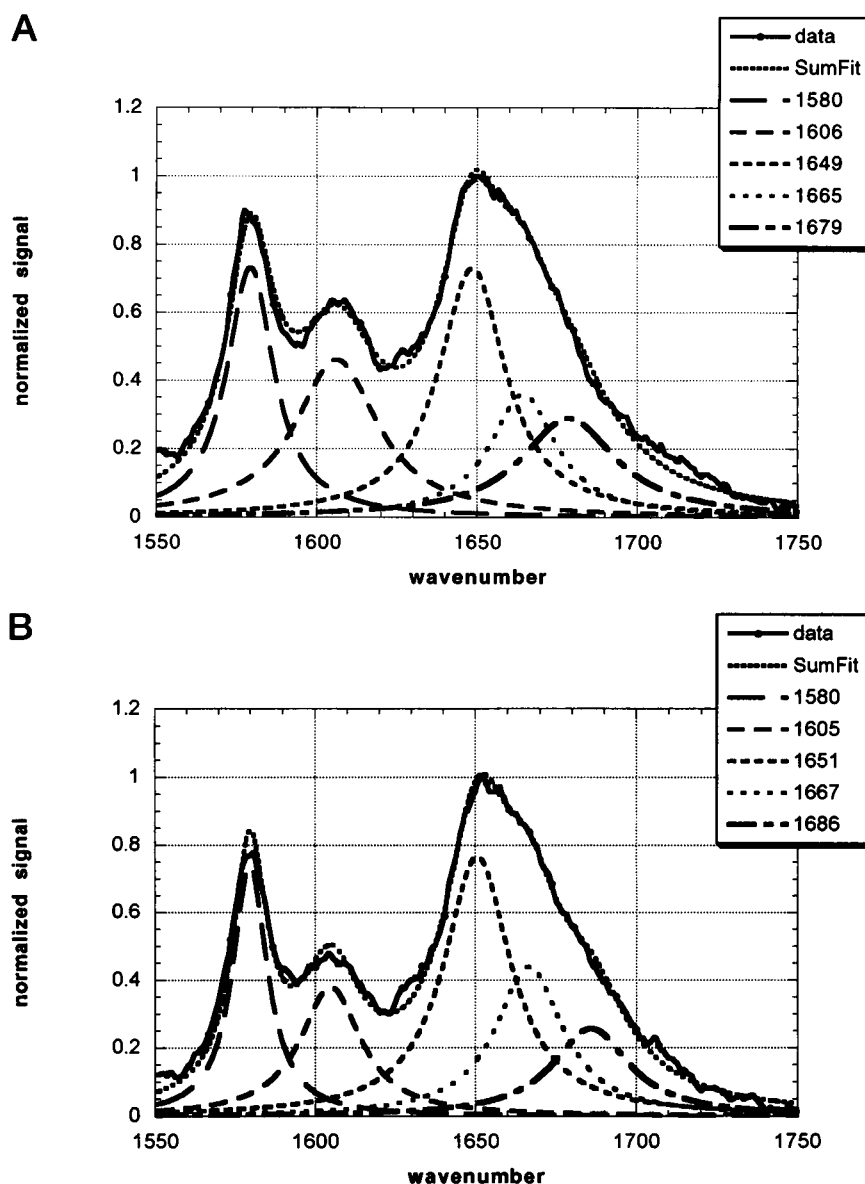 A
data
SumFit
1580
1606
1649
1665
1679
1.2
1
0.8
0.6
0.4
0.2
0
normalized signal
1550 1600 1650 1700 1750
wavenumber
B
data
SumFit
1580
1605
1651
1667
1686
1.2
1
0.8
0.6
0.4
0.2
0
normalized signal
1550 1600 1650 1700 1750
wavenumber